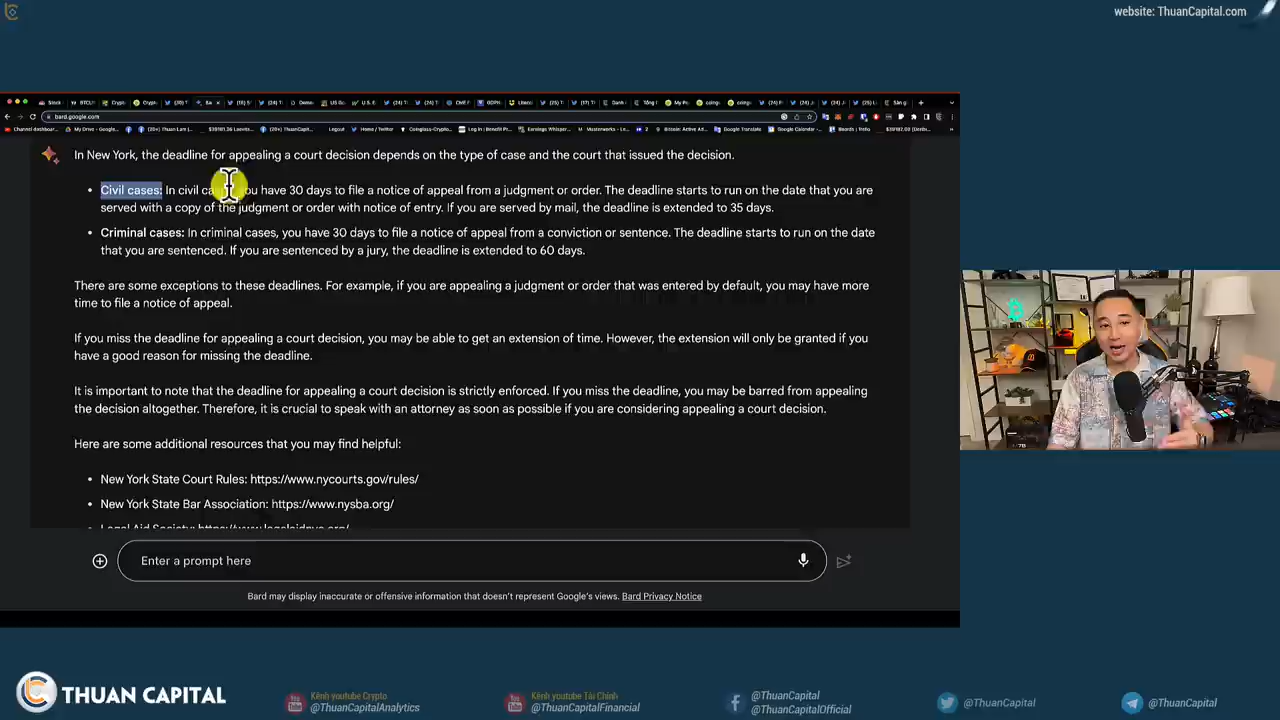 website: ThuanCapital.com
bard.google.com
In New York, the deadline for appealing a court decision depends on the type of case and the court that issued the decision.
• Civil cases: In civil you have 30 days to file a notice of appeal from a judgment or order. The deadline starts to run on the date that you are
served with a copy of the judgment or order with notice of entry. If you are served by mail, the deadline is extended to 35 days.
• Criminal cases: In criminal cases, you have 30 days to file a notice of appeal from a conviction or sentence. The deadline starts to run on the date
that you are sentenced. If you are sentenced by a jury, the deadline is extended to 60 days.
There are some exceptions to these deadlines. For example, if you are appealing a judgment or order that was entered by default, you may have more
time to file a notice of appeal.
If you miss the deadline for appealing a court decision, you may be able to get an extension of time. However, the extension will only be granted if you
have a good reason for missing the deadline.
It is important to note that the deadline for appealing a court decision is strictly enforced. If you miss the deadline, you may be barred from appealing
the decision altogether. Therefore, it is crucial to speak with an attorney as soon as possible if you are considering appealing a court decision.
Here are some additional resources that you may find helpful:
• New York State Court Rules: https://www.nycourts.gov/rules/
• New York State Bar Association: https://www.nysba.org/
Enter a prompt here
Bard may display inaccurate or offensive information that doesn't represent Google's views. Bard Privacy Notice
THUAN CAPITAL
Kênh youtube Crypto
@ThuanCapitalAnalytics
Kênh youtube Tài Chính
@ThuanCapitalFinancial
@ThuanCapital
@ThuanCapitalOfficial
@ThuanCapital
@ThuanCapital